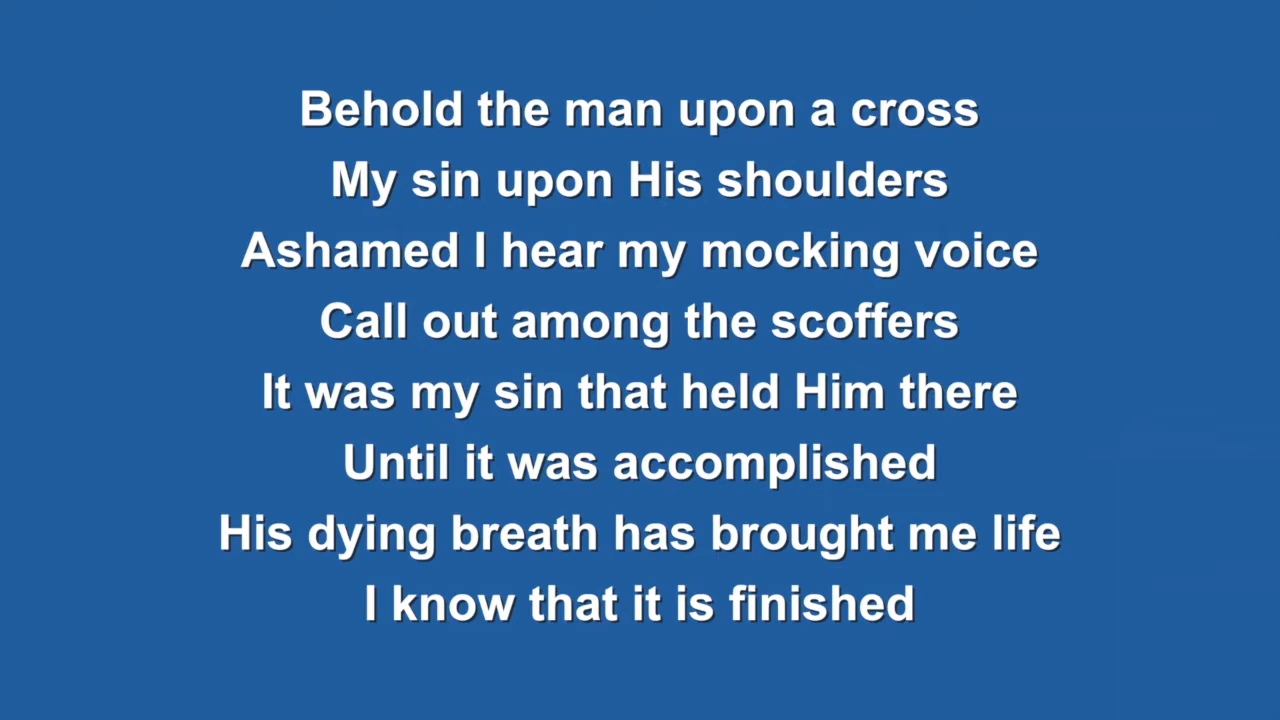 Behold the man upon a cross
My sin upon His shoulders
Ashamed I hear my mocking voice
Call out among the scoffers
It was my sin that held Him there
Until it was accomplished
His dying breath has brought me life
I know that it is finished